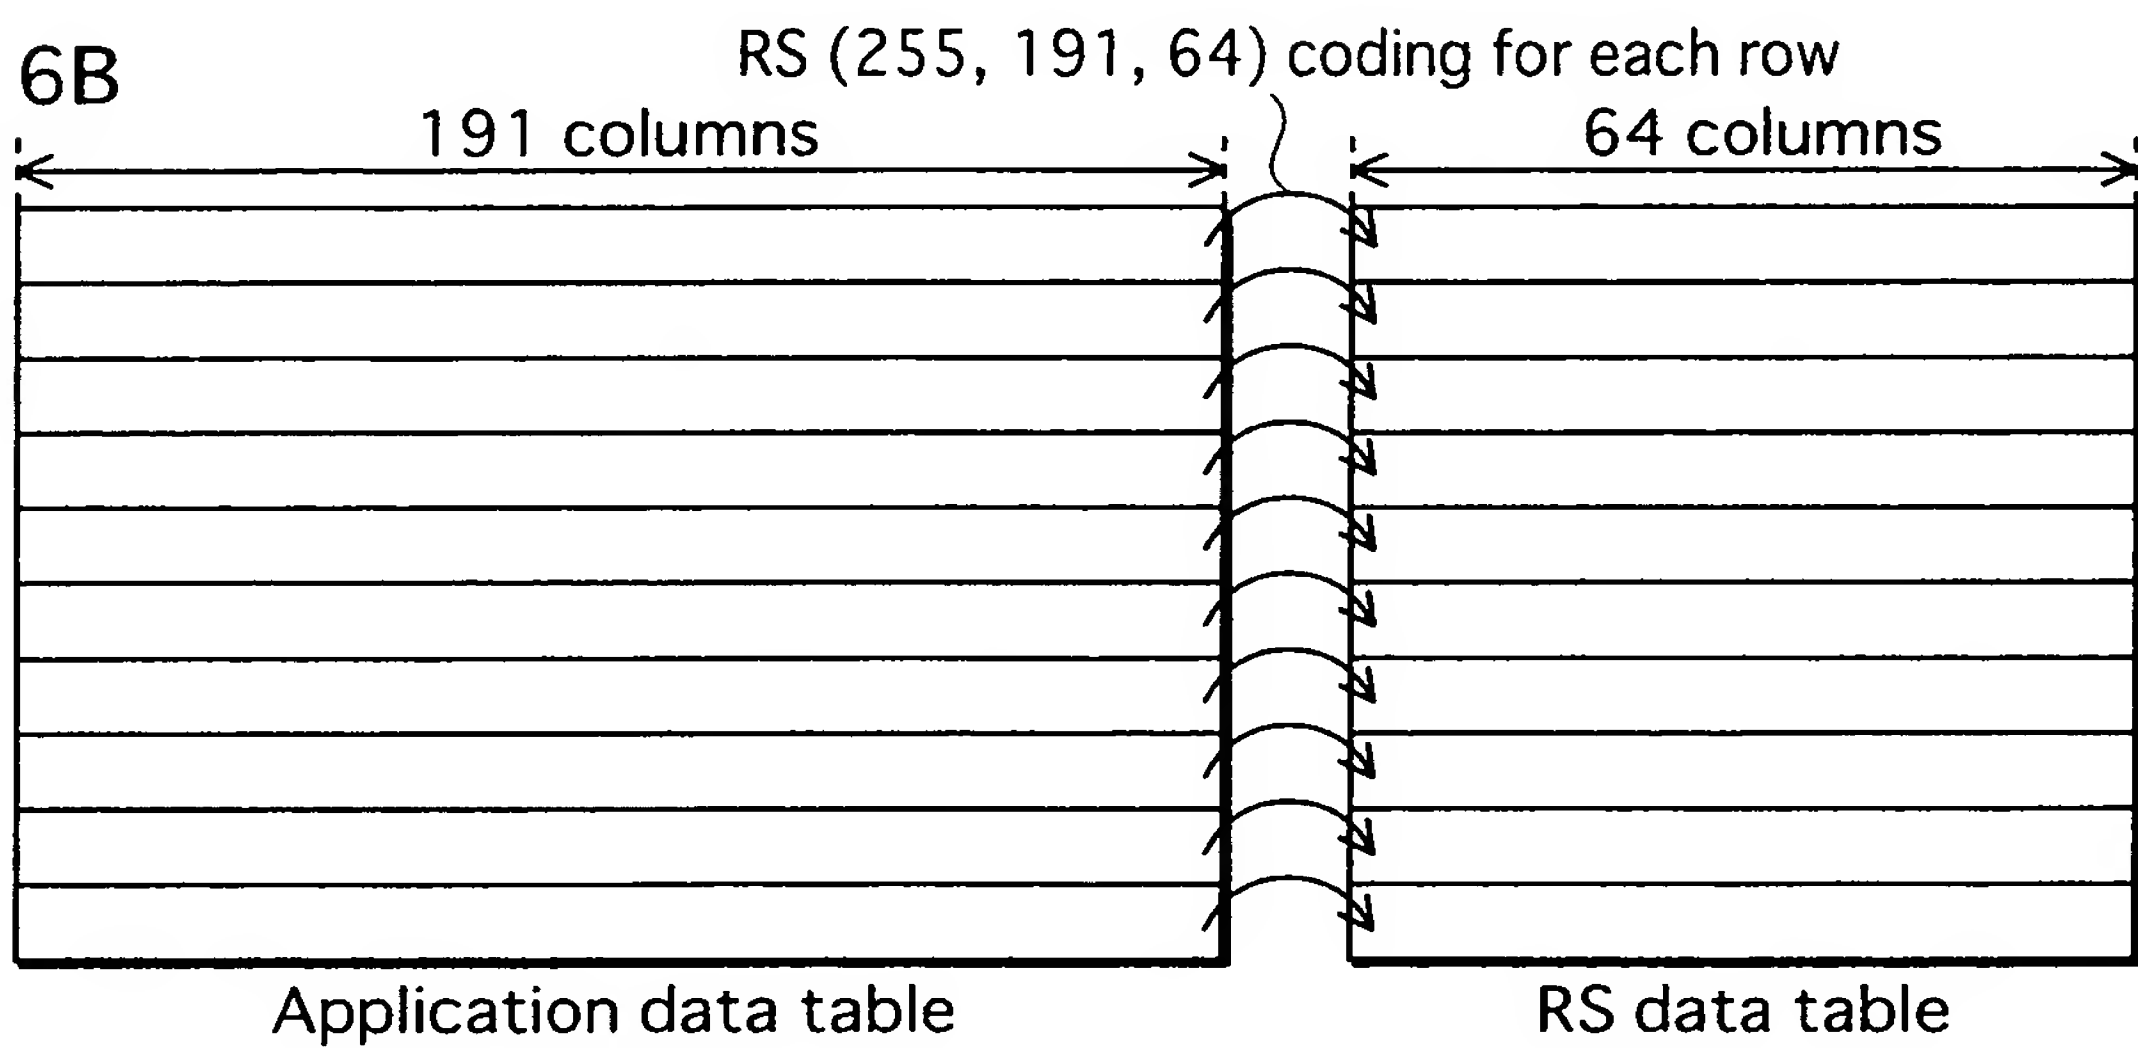 6B
RS (255, 191, 64) coding for each row
191 columns
64 columns
Application data table
RS data table